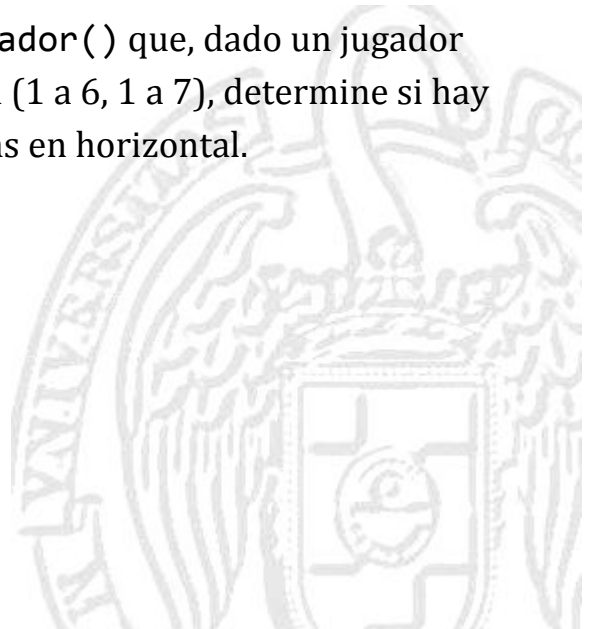 ador() que, dado un jugador
(1 a 6, 1 a 7), determine si hay
en horizontal.